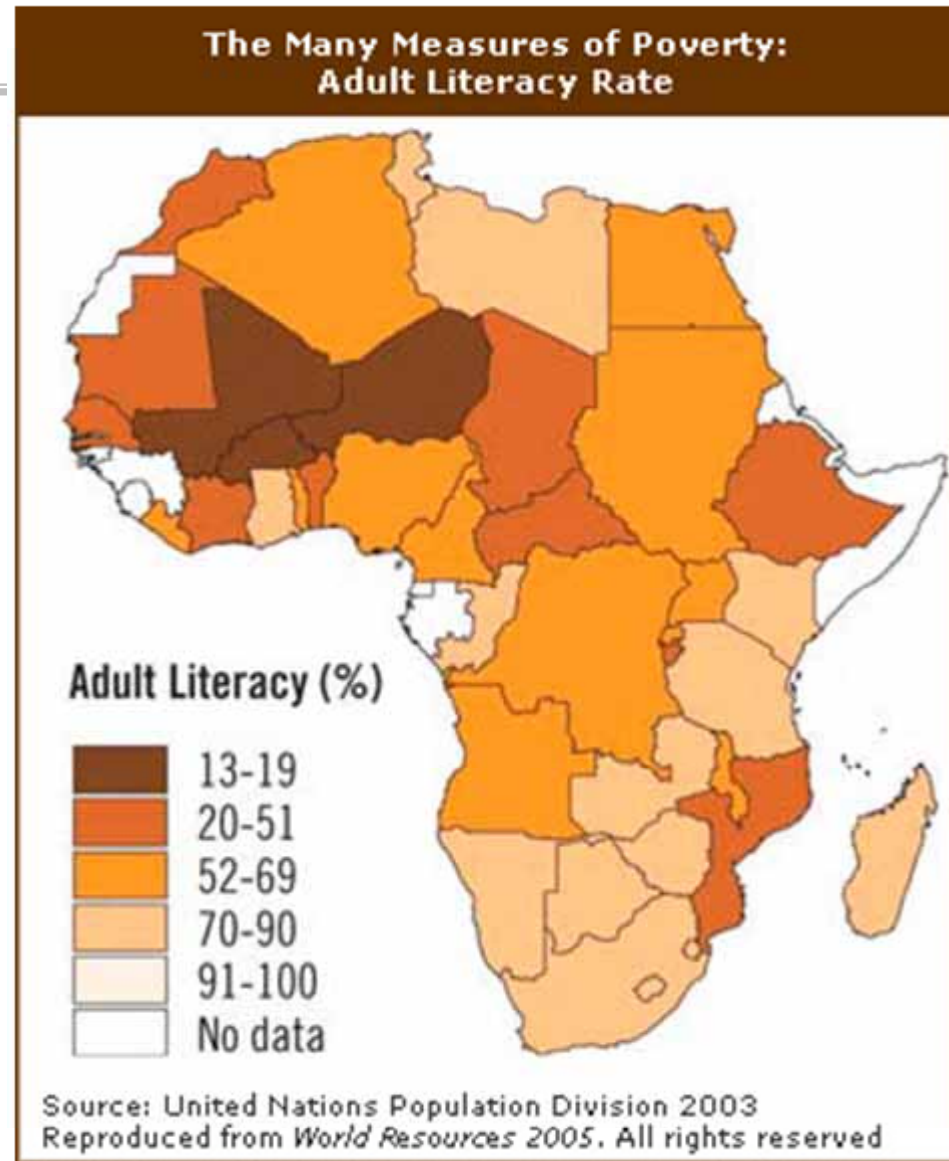 The Many Measures of Poverty:
Adult Literacy Rate
Adult Literacy (%)
13-19
20-51
52-69
70-90
91-100
No data
Source: United Nations Population Division 2003
Reproduced from World Resources 2005. All rights reserved